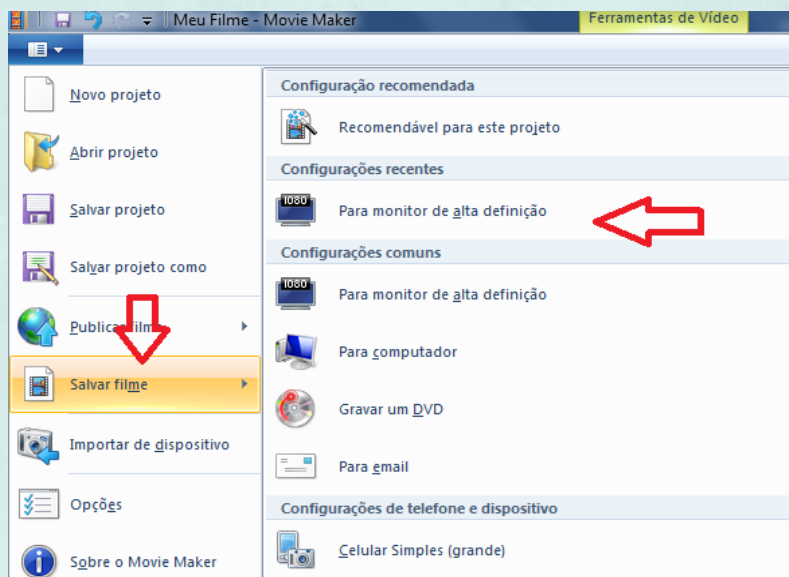 Meu Filme - Movie Maker
Ferramentas de Vídeo
Novo projeto
Abrir projeto
Salvar projeto
Salvar projeto como
Publicar filme
Salvar filme
Importar de dispositivo
Opções
Sobre o Movie Maker
Configuração recomendada
Recomendável para este projeto
Configurações recentes
1080
Para monitor de alta definição
Configurações comuns
1080
Para monitor de alta definição
Para computador
Gravar um DVD
Para email
Configurações de telefone e dispositivo
Celular Simples (grande)